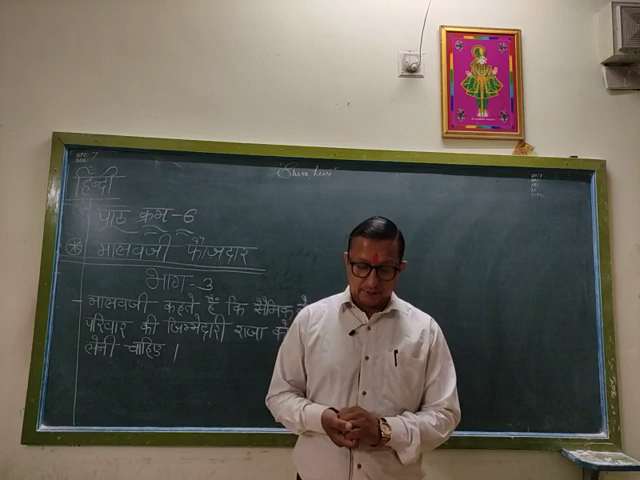 हिन्दी
पाठ क्रम-6
मालवजी फौजदार
भाग-3
- मालवजी कहते है कि सैनिक के
परिवार की जिम्मेदारी राजा को
लेनी चाहिए ।